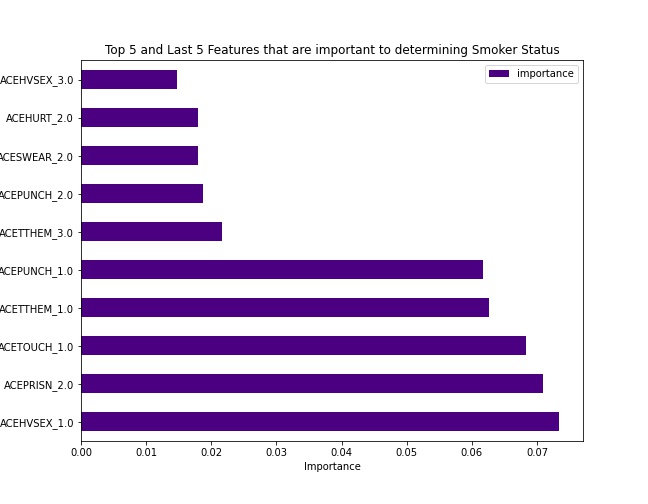 Top 5 and Last 5 Features that are important to determining Smoker Status
importance
ACEHVSEX_3.0
ACEHURT_2.0
ACESWEAR_2.0
ACEPUNCH_2.0
ACETTHEM_3.0
ACEPUNCH_1.0
ACETTHEM_1.0
ACETOUCH_1.0
ACEPRISN_2.0
ACEHVSEX_1.0
0.00 0.01 0.02 0.03 0.04 0.05 0.06 0.07
Importance